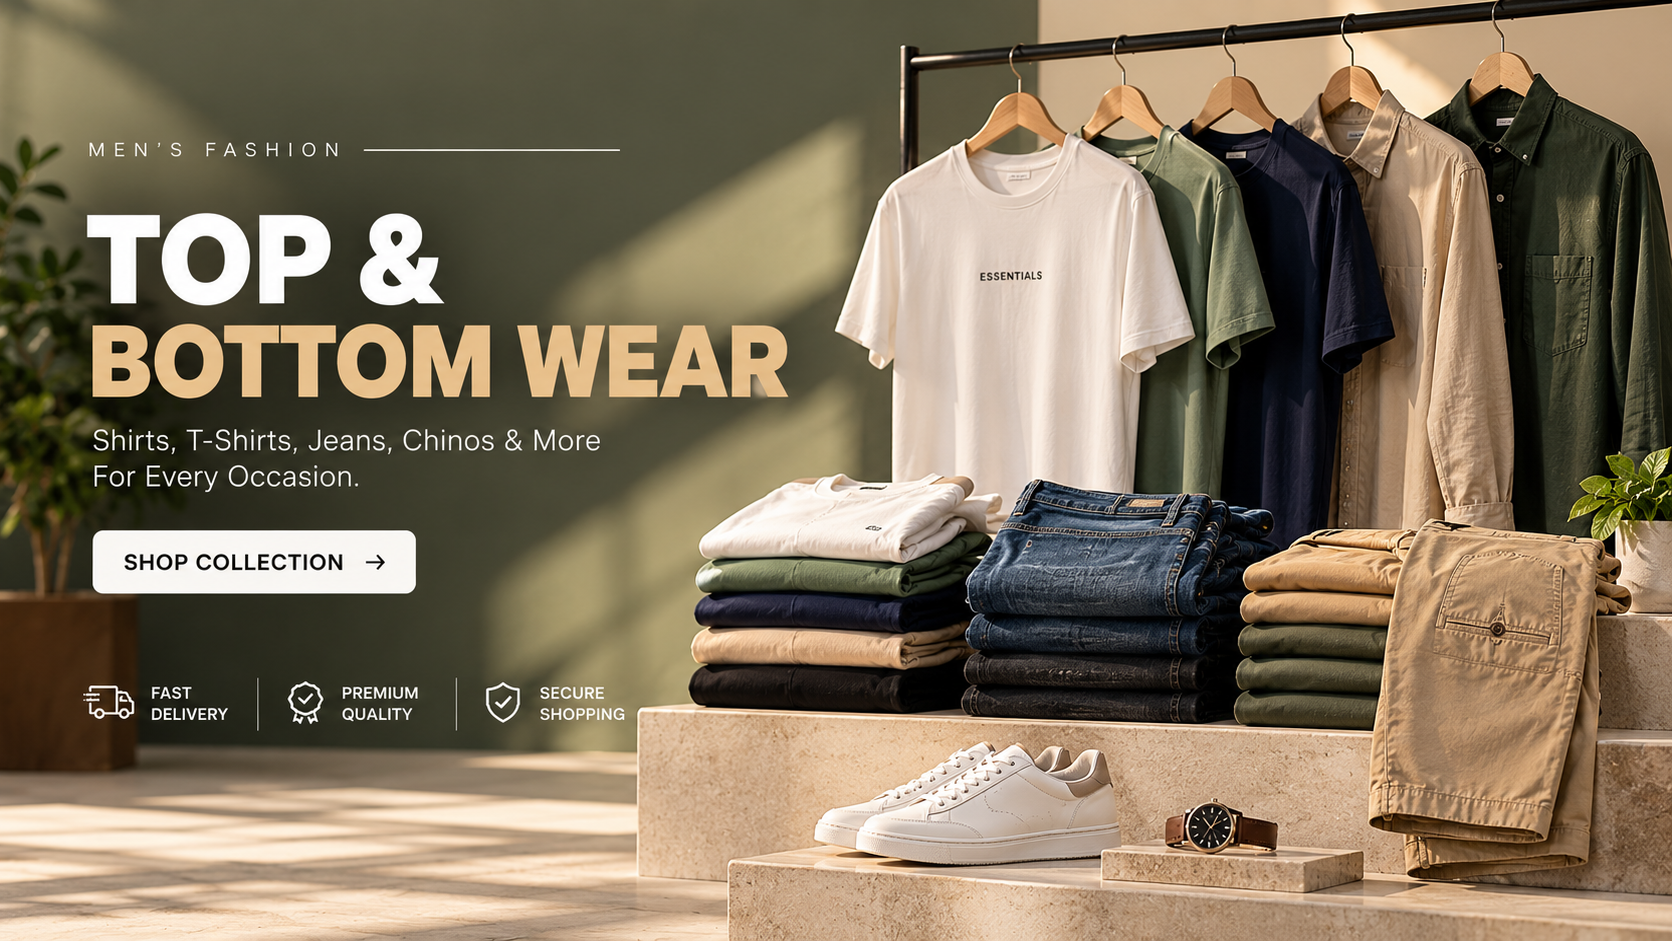 MEN'S FASHION
TOP &
BOTTOM WEAR
Shirts, T-Shirts, Jeans, Chinos & More
For Every Occasion.
SHOP COLLECTION →
FAST
DELIVERY
PREMIUM
QUALITY
SECURE
SHOPPING
ESSENTIALS